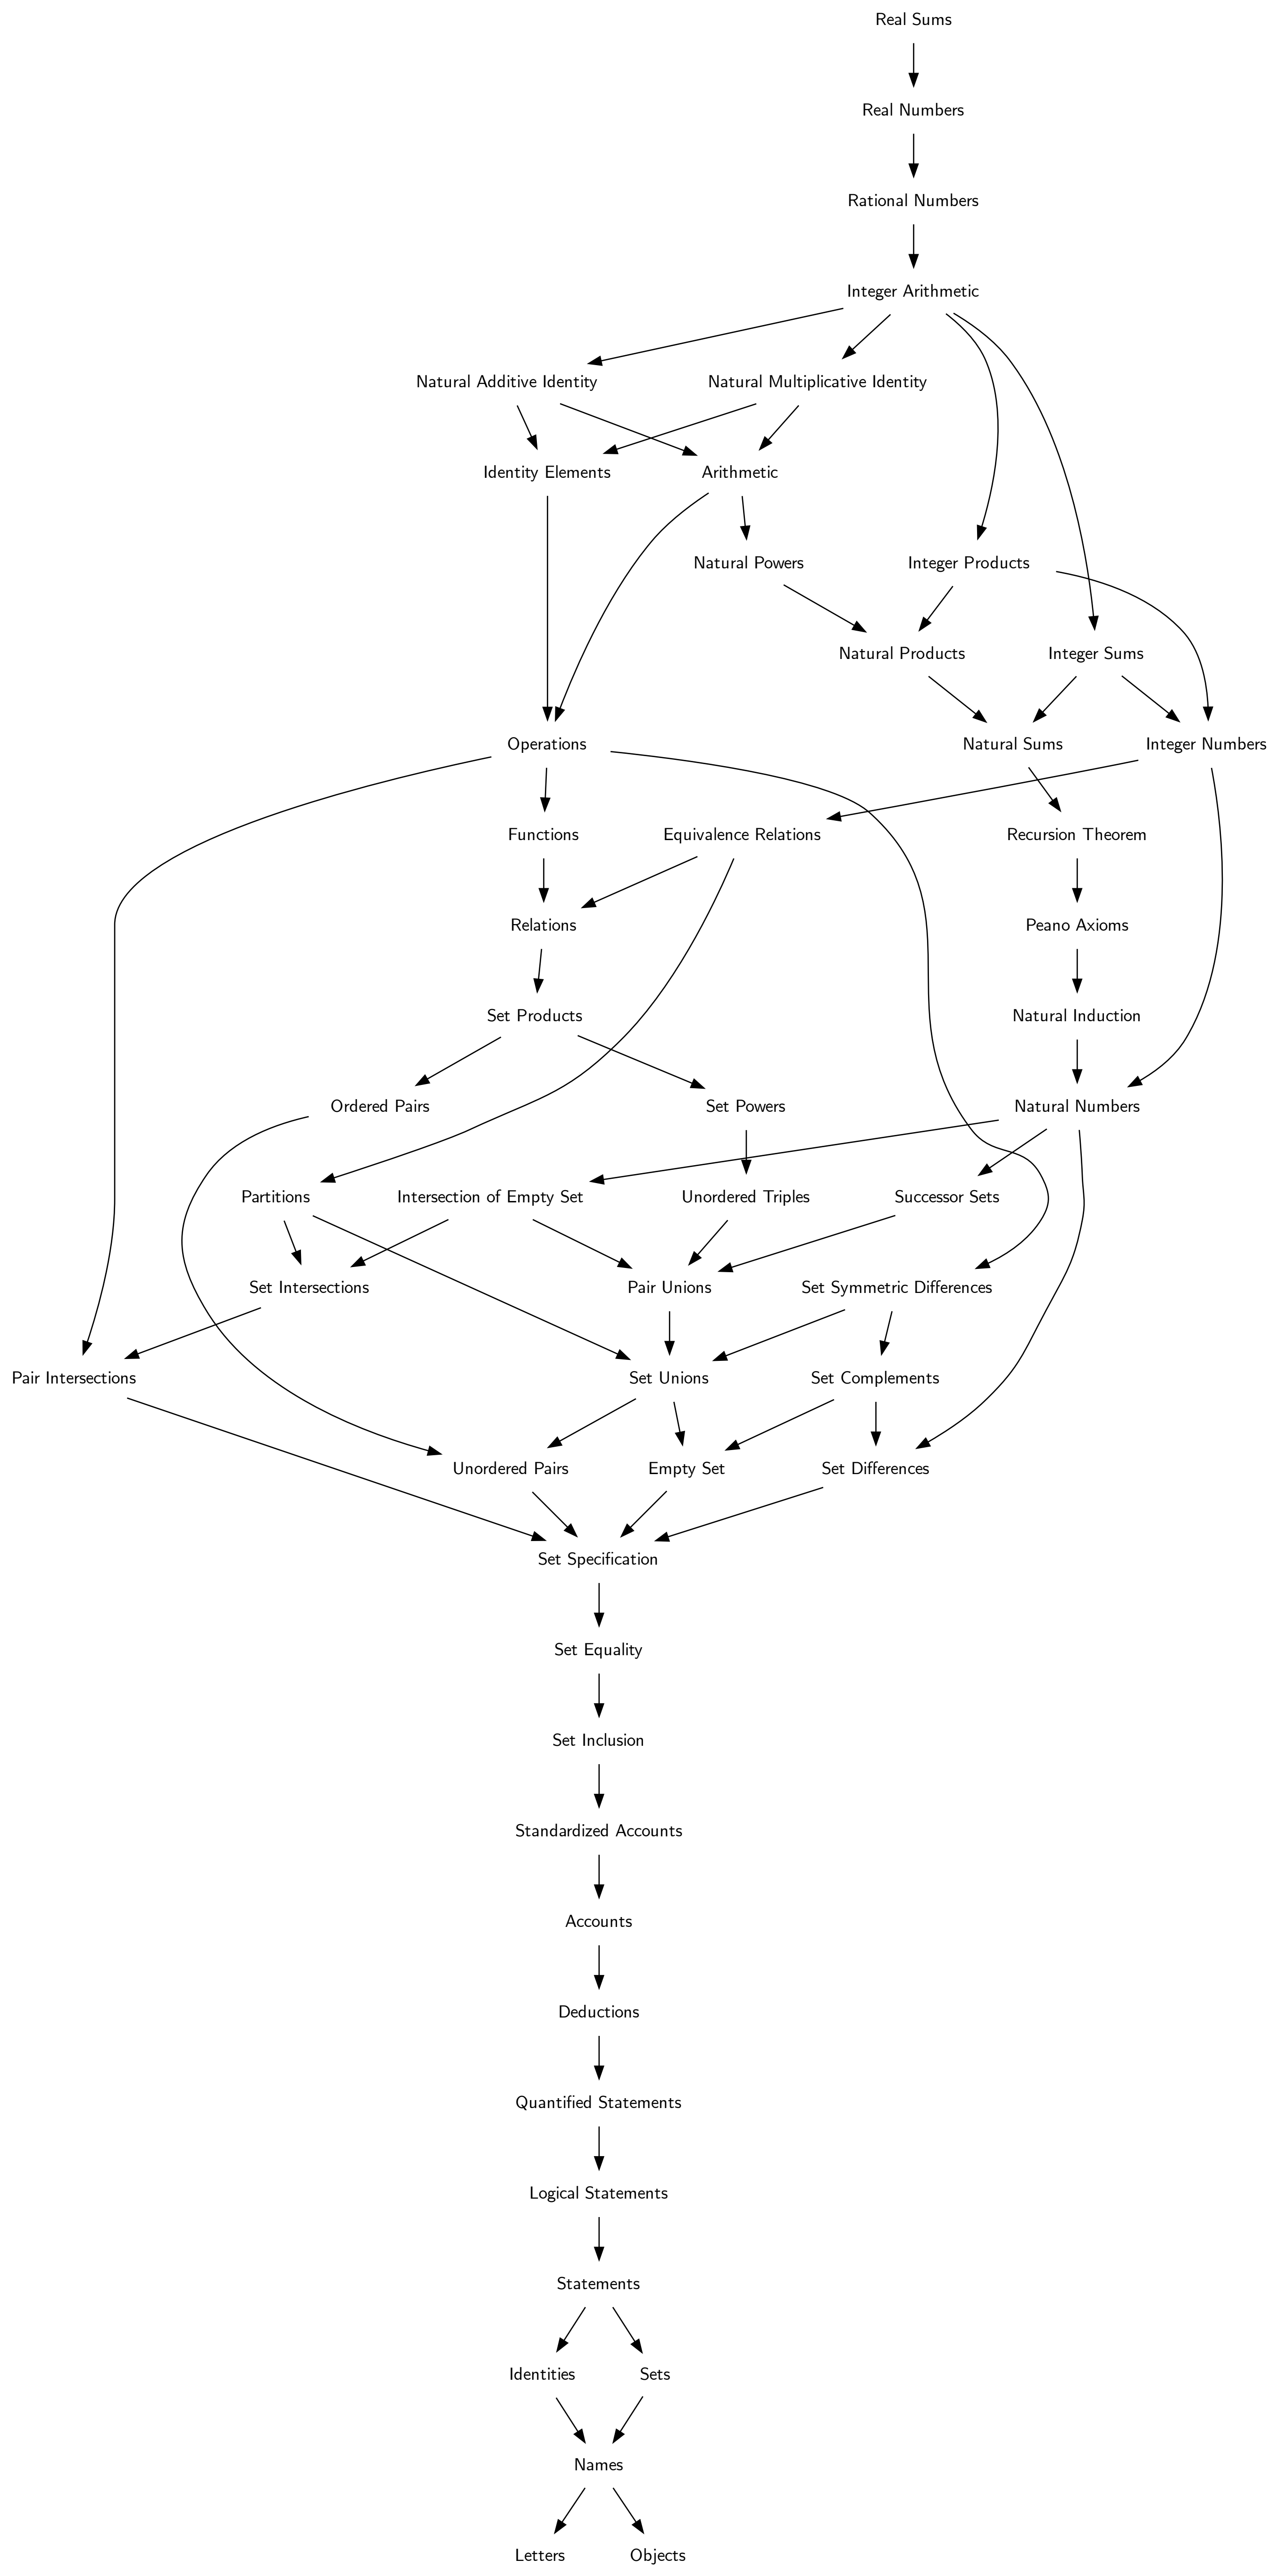 Real Sums
Real Numbers
Rational Numbers
Integer Arithmetic
Natural Additive Identity
Natural Multiplicative Identity
Identity Elements
Arithmetic
Natural Powers
Integer Products
Natural Products
Integer Sums
Operations
Natural Sums
Integer Numbers
Functions
Equivalence Relations
Recursion Theorem
Relations
Peano Axioms
Set Products
Natural Induction
Ordered Pairs
Set Powers
Natural Numbers
Partitions
Intersection of Empty Set
Unordered Triples
Successor Sets
Set Intersections
Pair Unions
Set Symmetric Differences
Pair Intersections
Set Unions
Set Complements
Unordered Pairs
Empty Set
Set Differences
Set Specification
Set Equality
Set Inclusion
Standardized Accounts
Accounts
Deductions
Quantified Statements
Logical Statements
Statements
Identities
Sets
Names
Letters
Objects